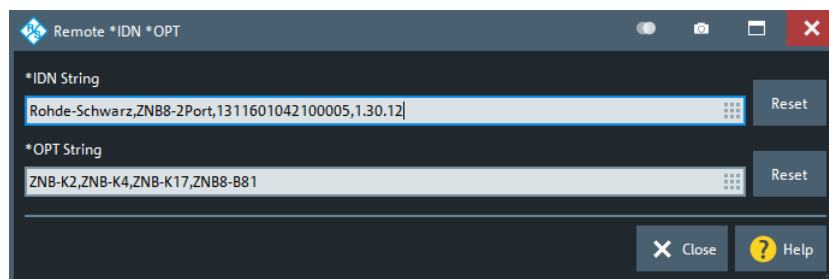 R&S Remote *IDN *OPT
*IDN String
Rohde-Schwarz,ZNB8-2Port,1311601042100005,1.30.12
Reset
*OPT String
ZNB-K2,ZNB-K4,ZNB-K17,ZNB8-B81
Reset
Close
? Help